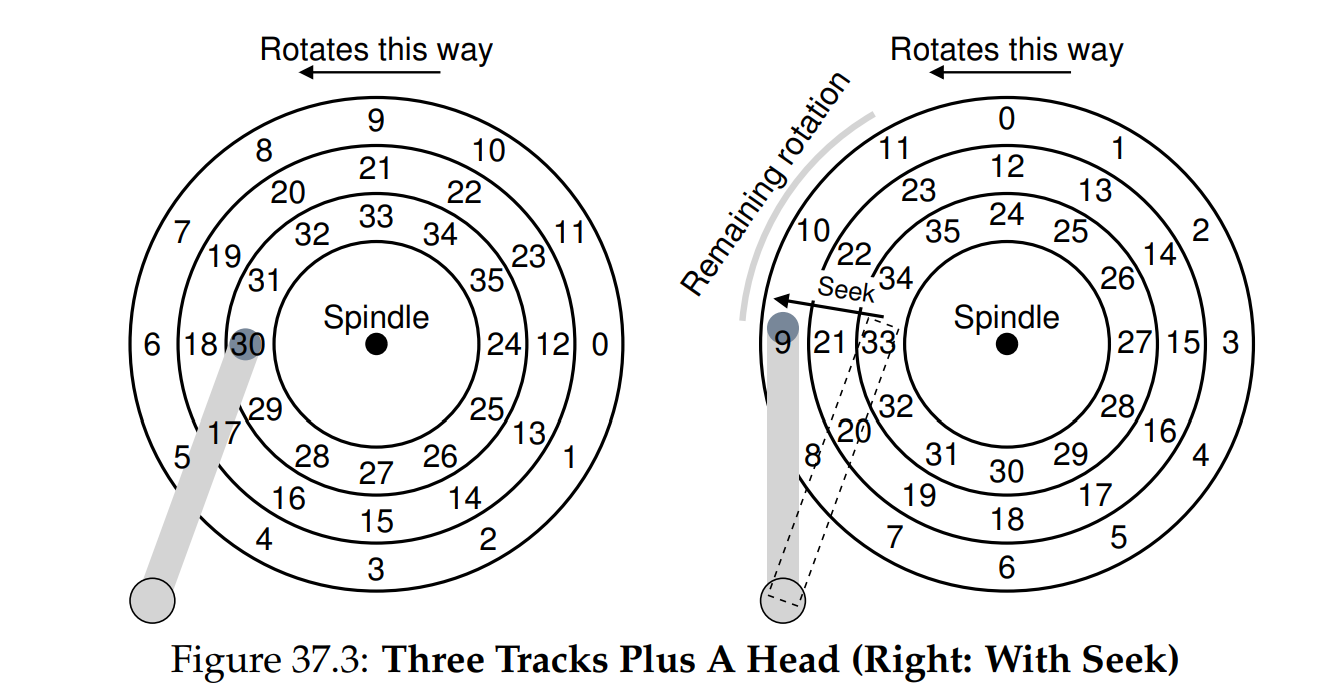 Rotates this way
9
8 10
21
20 22
7 33 11
32 34
19 23
31 35
Spindle
6 18 30 24 12 0
29 25
17 13
5 28 26 1
27
16 14
15
4 2
3
Rotates this way
Remaining rotation
0
11 1
12
23 13
10 24 2
35 25
22 14
34 26
Seek
Spindle
9 21 33 27 15 3
32 28
20 16
8 31 29 4
30
19 17
18
7 5
6
Figure 37.3: Three Tracks Plus A Head (Right: With Seek)